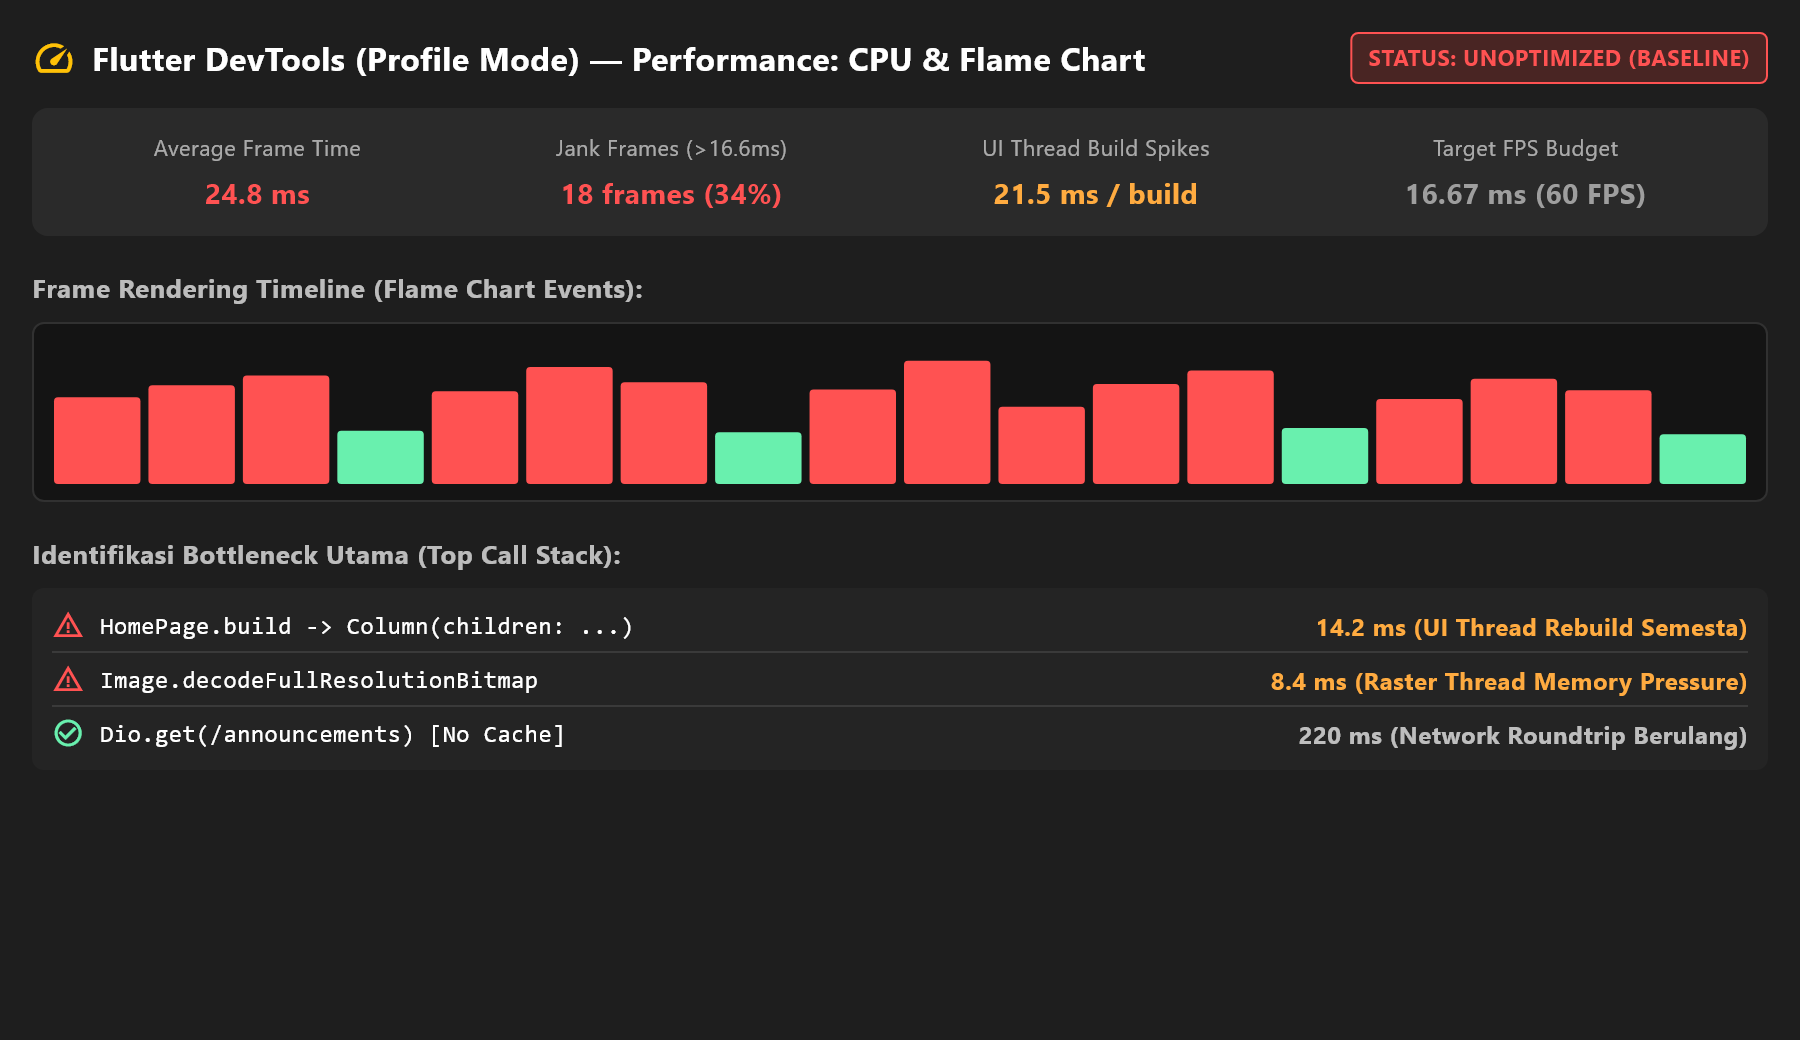 Flutter DevTools (Profile Mode) — Performance: CPU & Flame Chart
STATUS: UNOPTIMIZED (BASELINE)
Average Frame Time
24.8 ms
Jank Frames (>16.6ms)
18 frames (34%)
UI Thread Build Spikes
21.5 ms / build
Target FPS Budget
16.67 ms (60 FPS)
Frame Rendering Timeline (Flame Chart Events):
Identifikasi Bottleneck Utama (Top Call Stack):
HomePage.build -> Column(children: ...)
14.2 ms (UI Thread Rebuild Semesta)
Image.decodeFullResolutionBitmap
8.4 ms (Raster Thread Memory Pressure)
Dio.get(/announcements) [No Cache]
220 ms (Network Roundtrip Berulang)